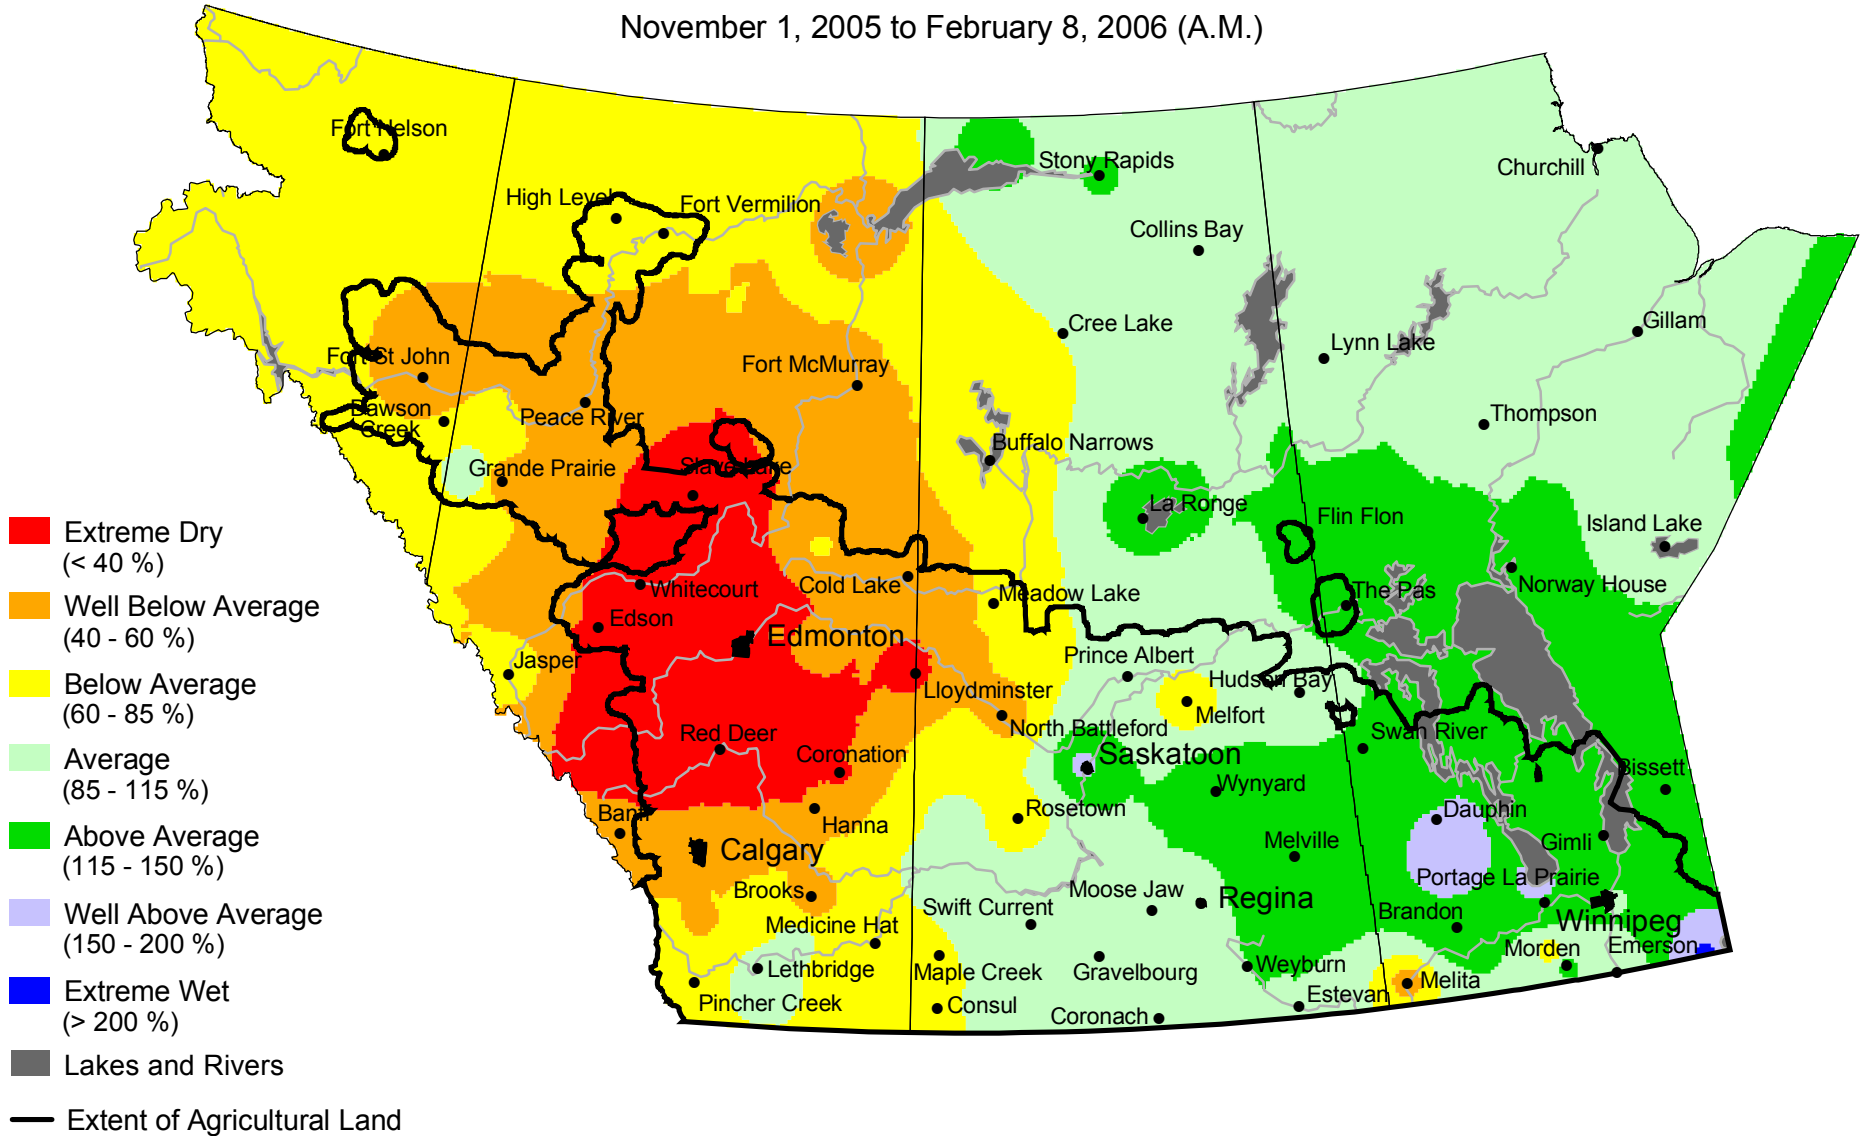 November 1, 2005 to February 8, 2006 (A.M.)
Fort Nelson
Stony Rapids
Churchill
High Level
Fort Vermilion
Collins Bay
Cree Lake
Gillam
Lynn Lake
Fort St John
Fort McMurray
Dawson
Creek
Peace River
Thompson
Buffalo Narrows
Grande Prairie
Slave Lake
La Ronge
Flin Flon
Island Lake
Whitecourt
Cold Lake
Meadow Lake
The Pas
Norway House
Edson
Edmonton
Jasper
Prince Albert
Hudson Bay
Lloydminster
Melfort
North Battleford
Red Deer
Swan River
Coronation
Saskatoon
Wynyard
Bissett
Banff
Hanna
Rosetown
Dauphin
Calgary
Melville
Gimli
Brooks
Moose Jaw
Regina
Portage La Prairie
Swift Current
Brandon
Winnipeg
Medicine Hat
Morden
Emerson
Lethbridge
Maple Creek
Gravelbourg
Weyburn
Melita
Pincher Creek
Consul
Coronach
Estevan
Extreme Dry
(< 40 %)
Well Below Average
(40 - 60 %)
Below Average
(60 - 85 %)
Average
(85 - 115 %)
Above Average
(115 - 150 %)
Well Above Average
(150 - 200 %)
Extreme Wet
(> 200 %)
Lakes and Rivers
Extent of Agricultural Land